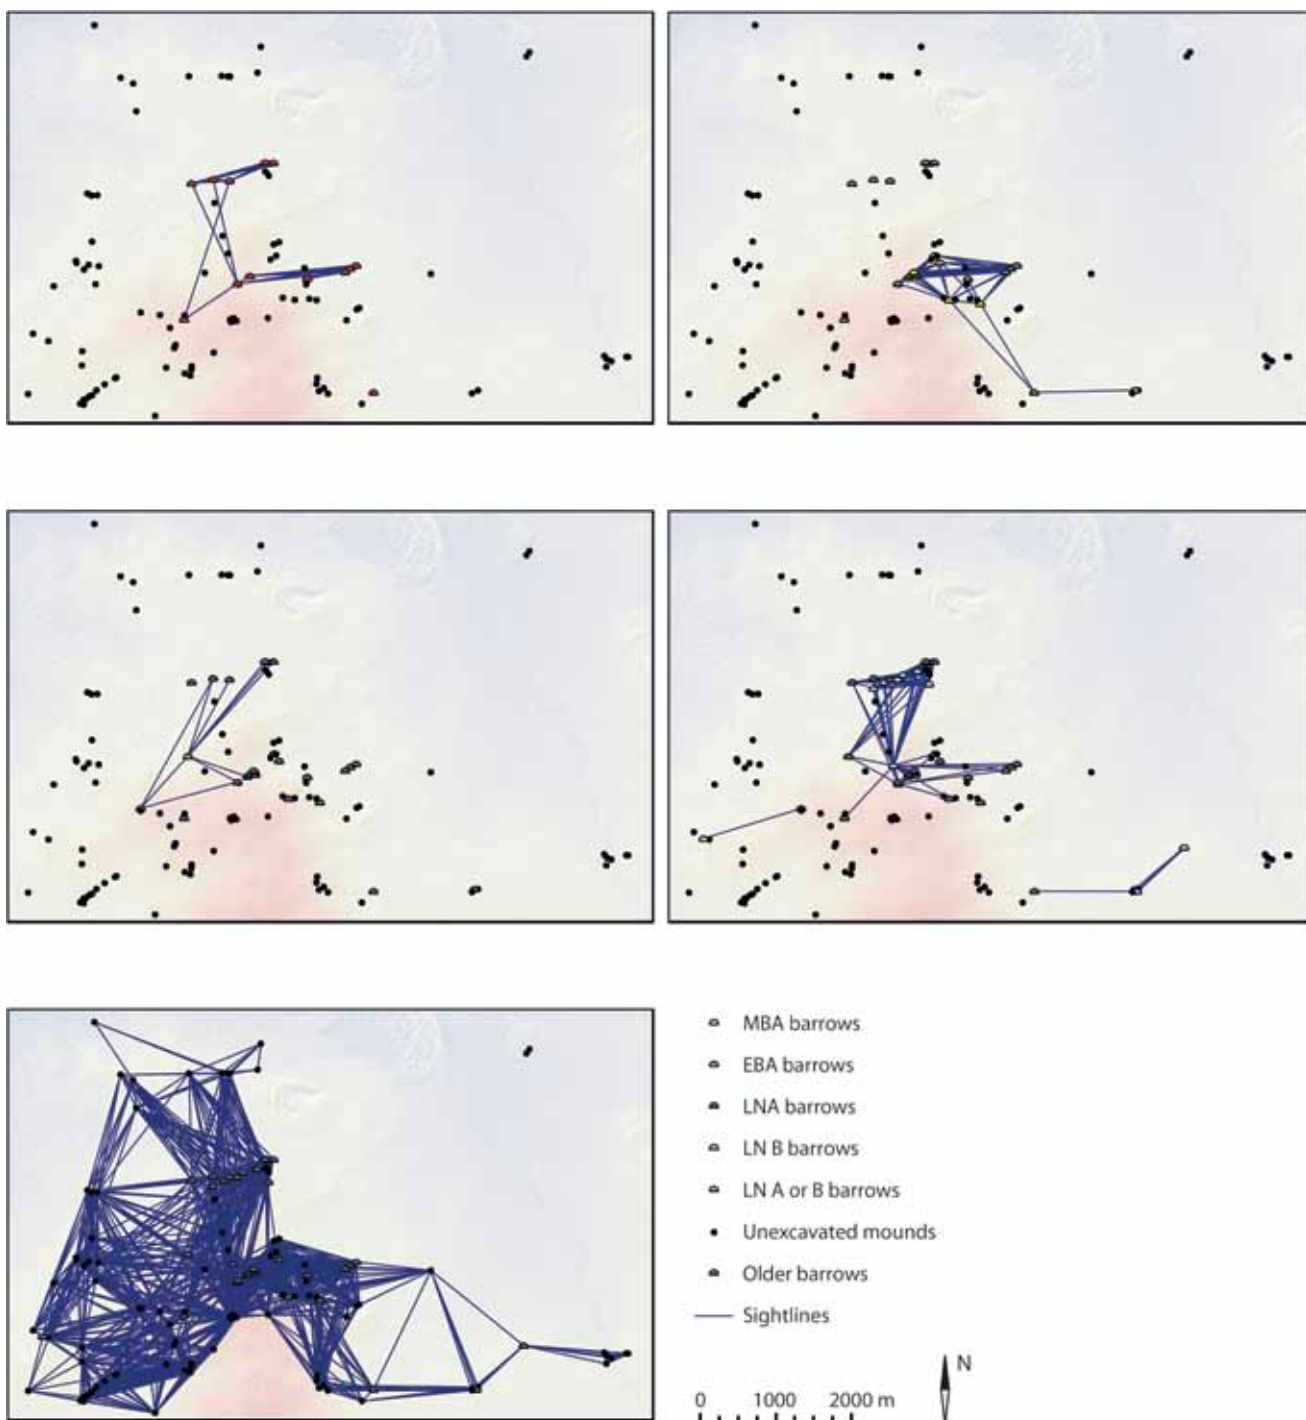 MBA barrows
EBA barrows
LNA barrows
LN B barrows
LN A or B barrows
Unexcavated mounds
Older barrows
Sightlines
N
0 1000 2000 m